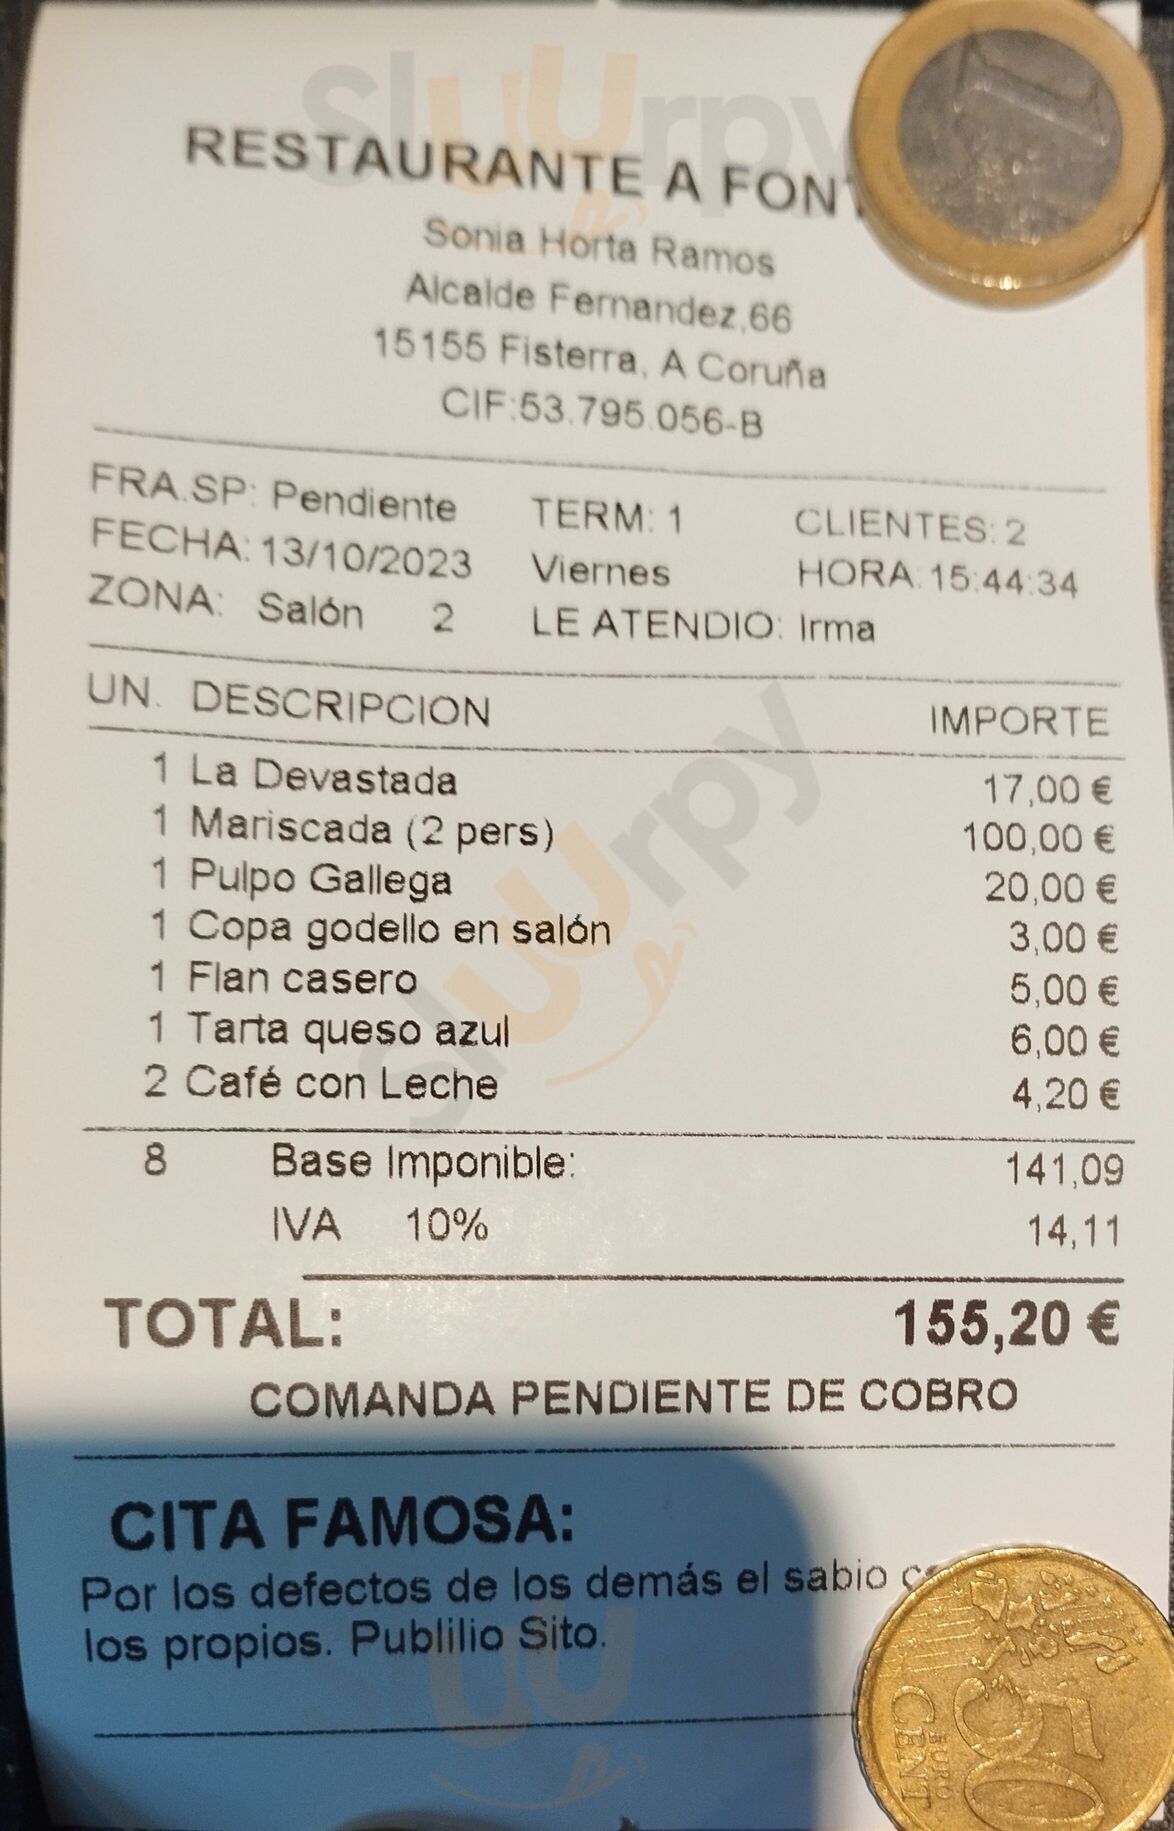 RESTAURANTE A
Sonia Horta Ramos
Alcalde Fernandez,66
15155 Fisterra, A Coruña
CIF:53.795.056-B
FRA.SP: Pendiente TERM: 1 CLIENTES: 2
FECHA: 13/10/2023 Viernes HORA: 15:44:34
ZONA: Salón 2 LE ATENDIO: Irma
UN. DESCRIPCION IMPORTE
1 La Devastada 17,00 €
1 Mariscada (2 pers) 100,00 €
1 Pulpo Gallega 20,00 €
1 Copa godello en salón 3,00 €
1 Flan casero 5,00 €
1 Tarta queso azul 6,00 €
2 Café con Leche 4,20 €
8 Base Imponible: 141,09
IVA 10% 14,11
TOTAL: 155,20 €
COMANDA PENDIENTE DE COBRO
CITA FAMOSA:
Por los defectos de los demás el sabio
los propios. Publilio Sito.
50
EURO
CENT
sluurpy
sluurpy